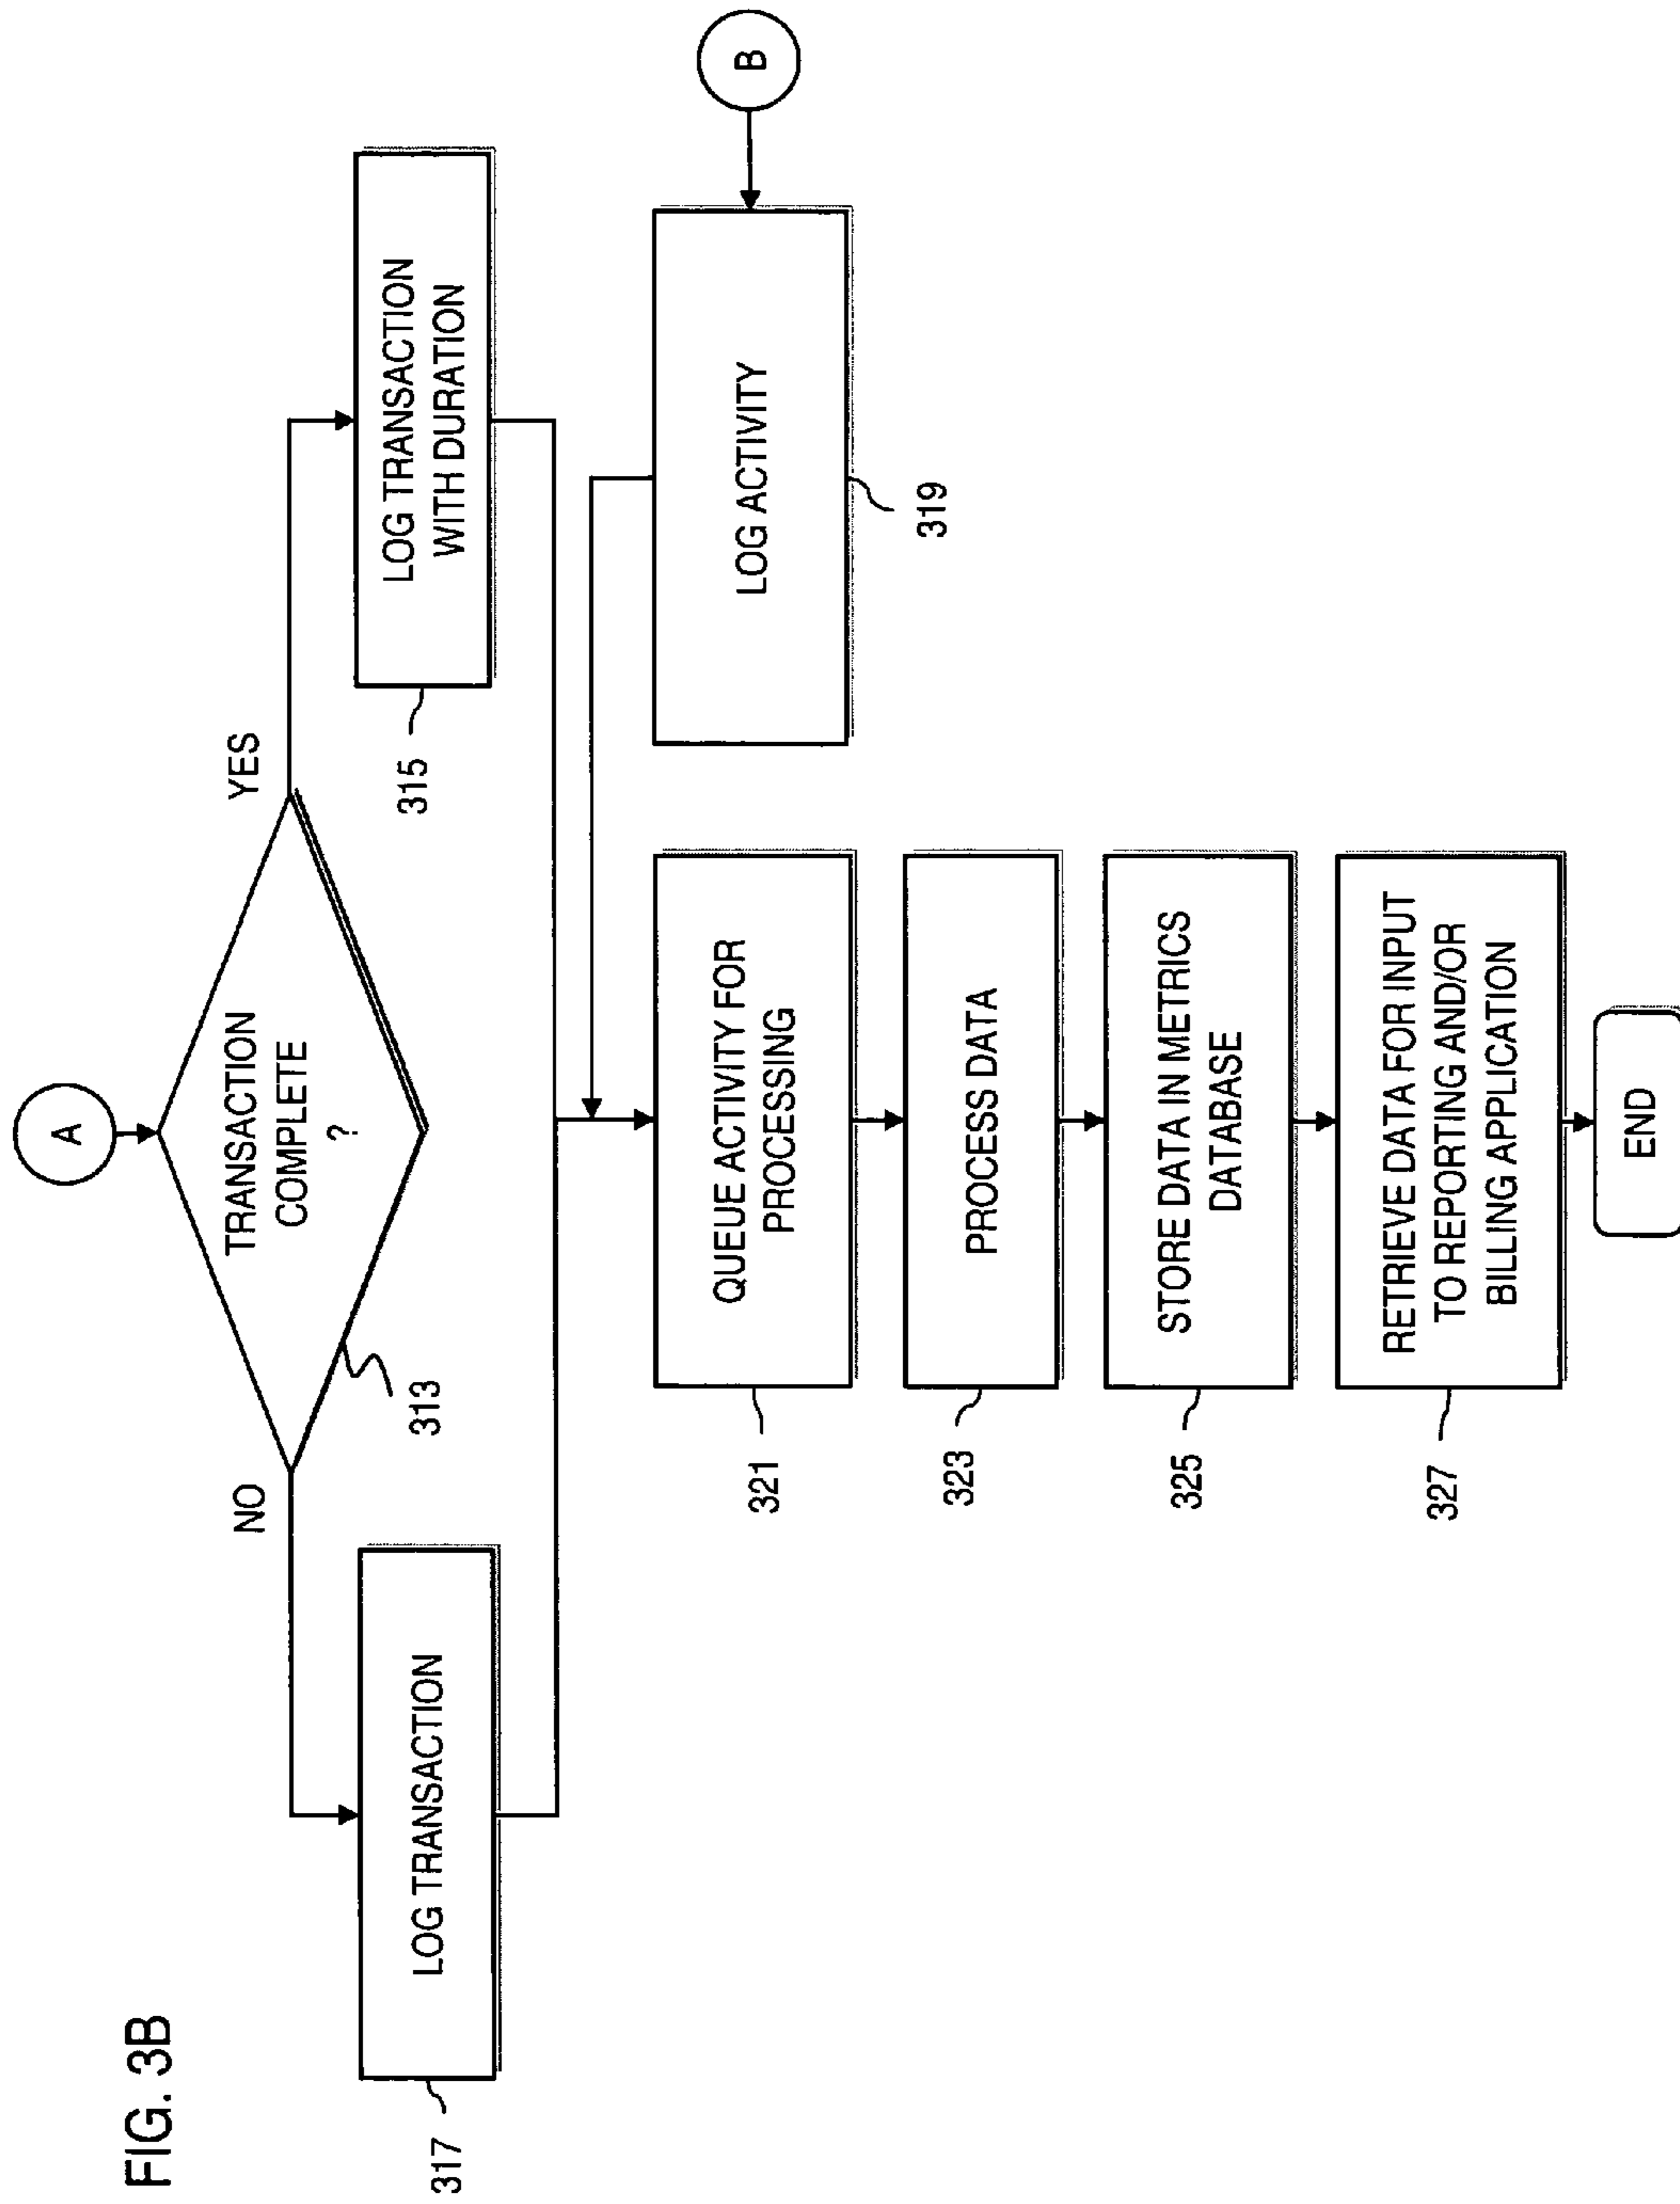 FIG. 3B
A
TRANSACTION
COMPLETE
?
NO
YES
313
LOG TRANSACTION
317
LOG TRANSACTION
WITH DURATION
315
B
LOG ACTIVITY
319
QUEUE ACTIVITY FOR
PROCESSING
321
PROCESS DATA
323
STORE DATA IN METRICS
DATABASE
325
RETRIEVE DATA FOR INPUT
TO REPORTING AND/OR
BILLING APPLICATION
327
END